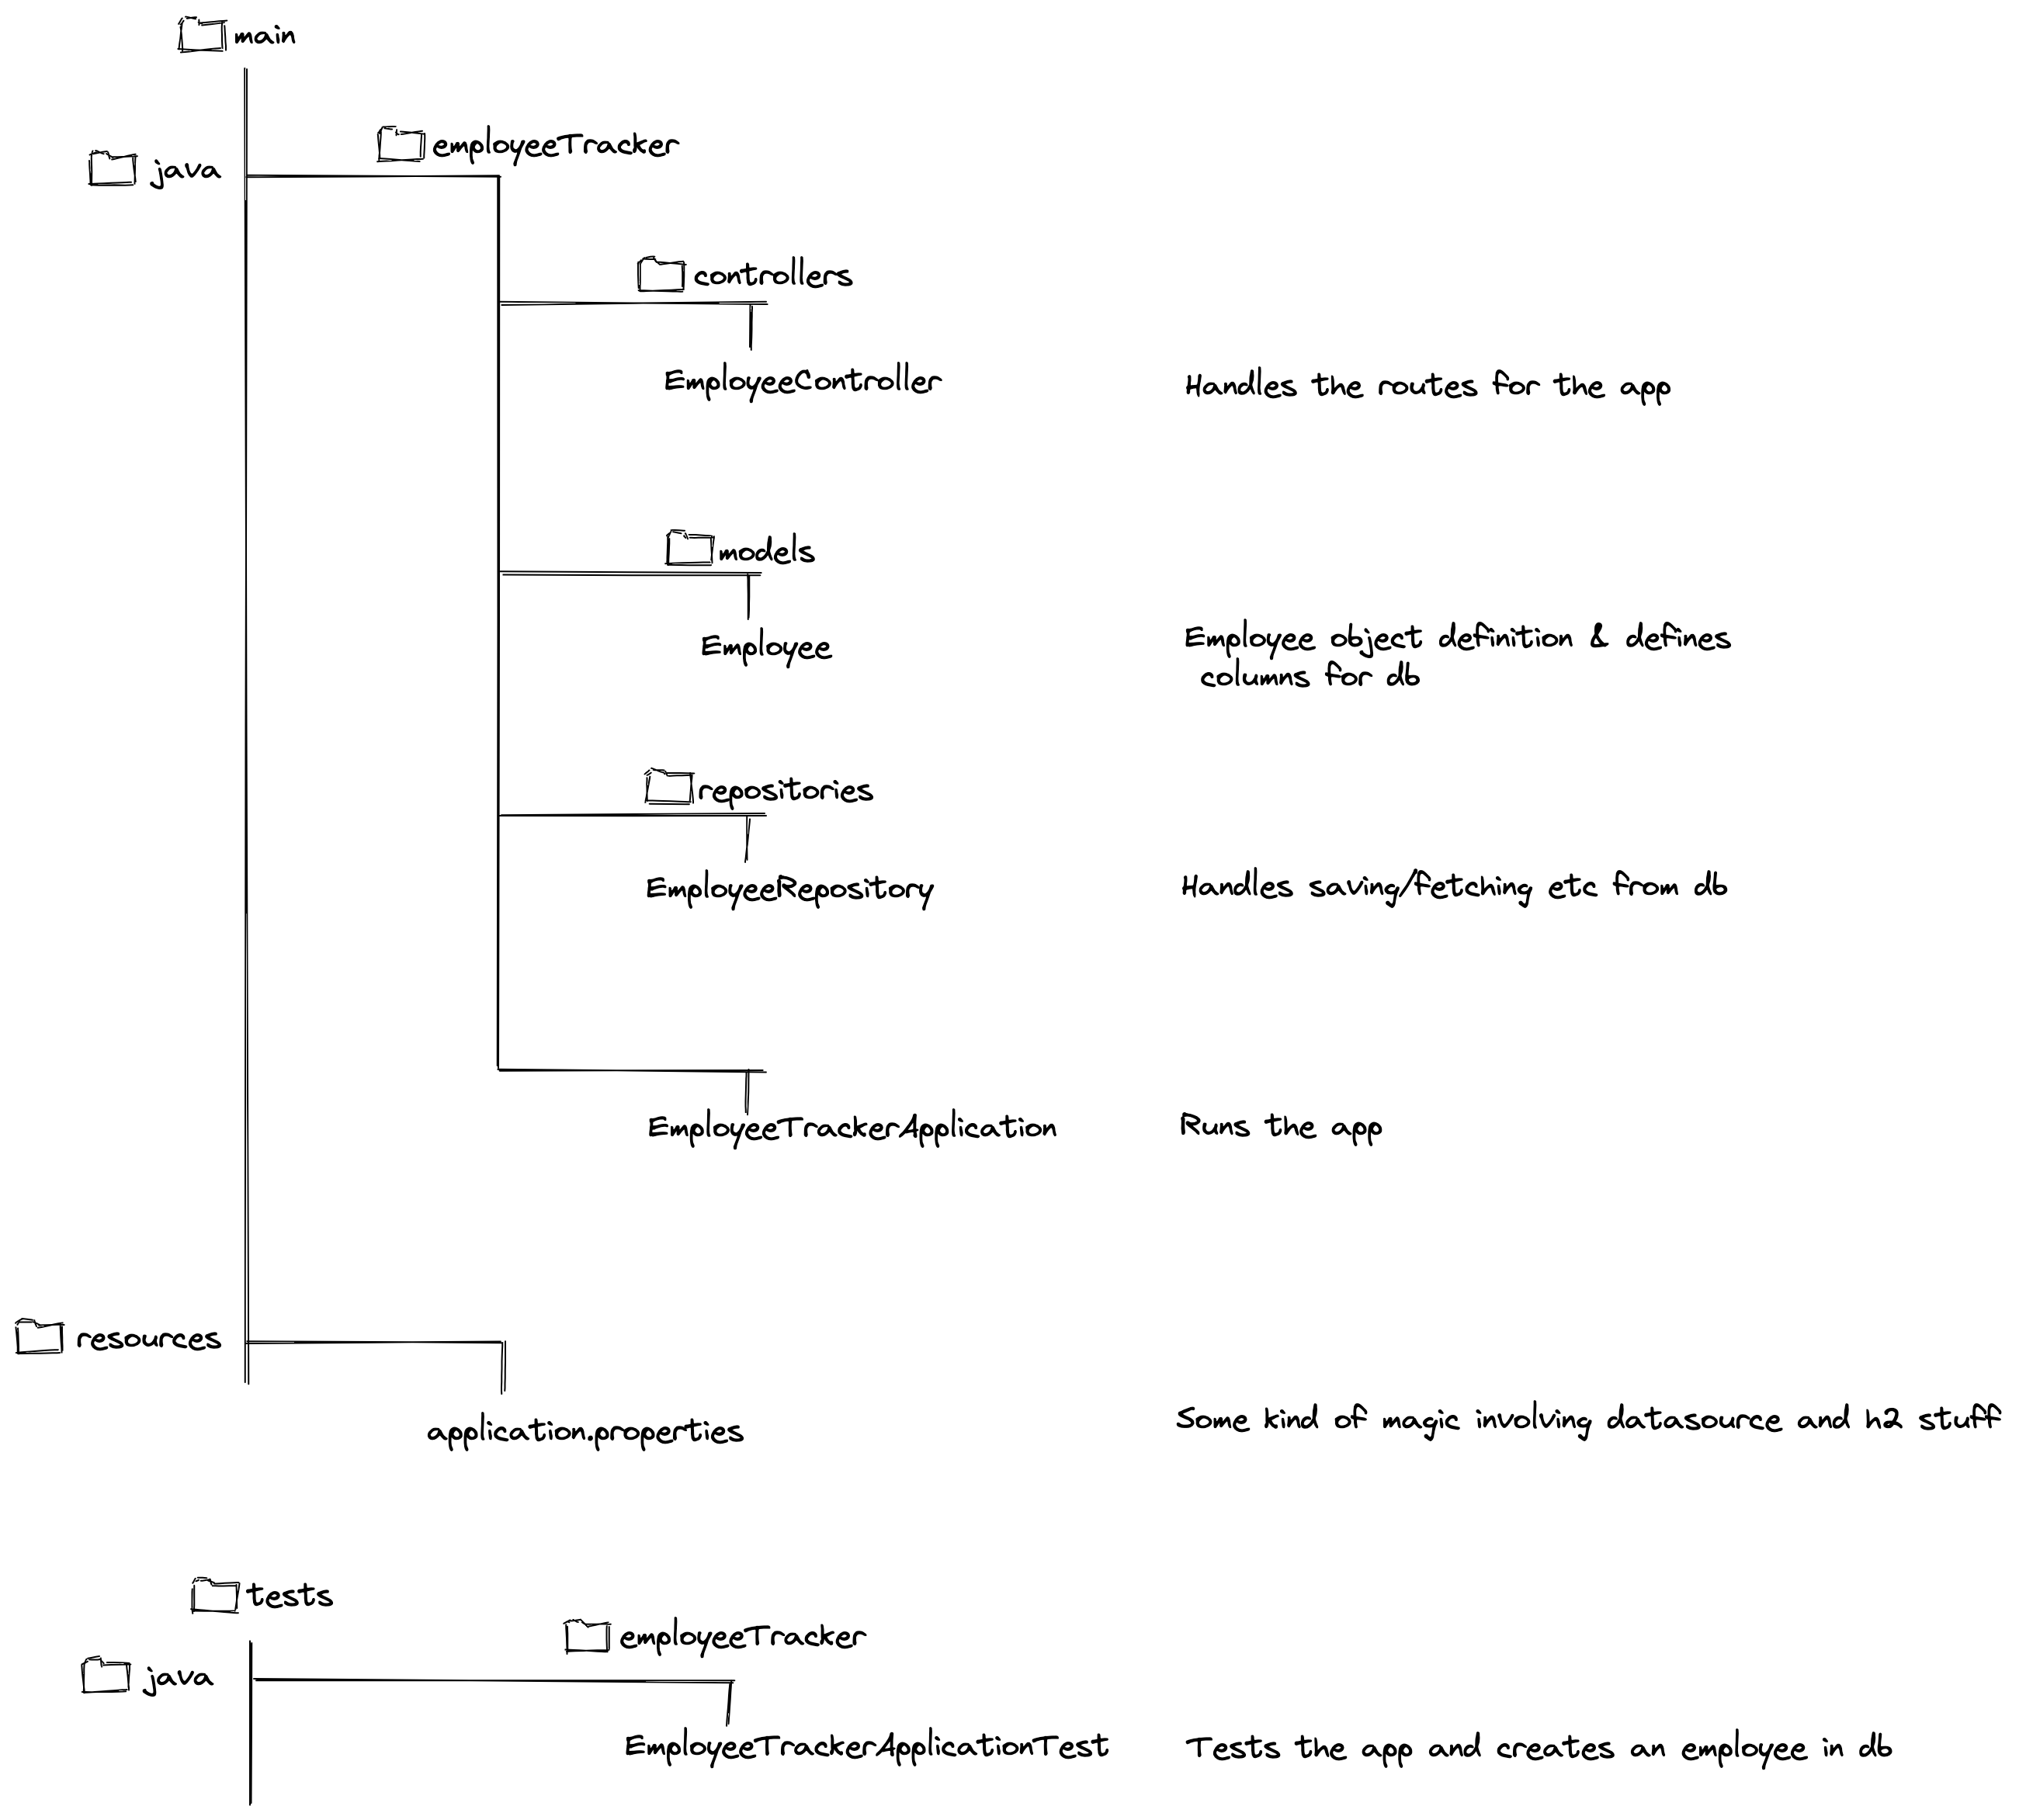 main
employeeTracker
java
controllers
EmployeeController
Handles the routes for the app
models
Employee
Employee object definition & defines
columns for db
repositories
EmployeeRepository
Handles saving/fetching etc from db
EmployeeTrackerApplication
Runs the app
resources
application.properties
Some kind of magic involving datasource and h2 stuff
tests
employeeTracker
java
EmployeeTrackerApplicationTest
Tests the app and creates an employee in db